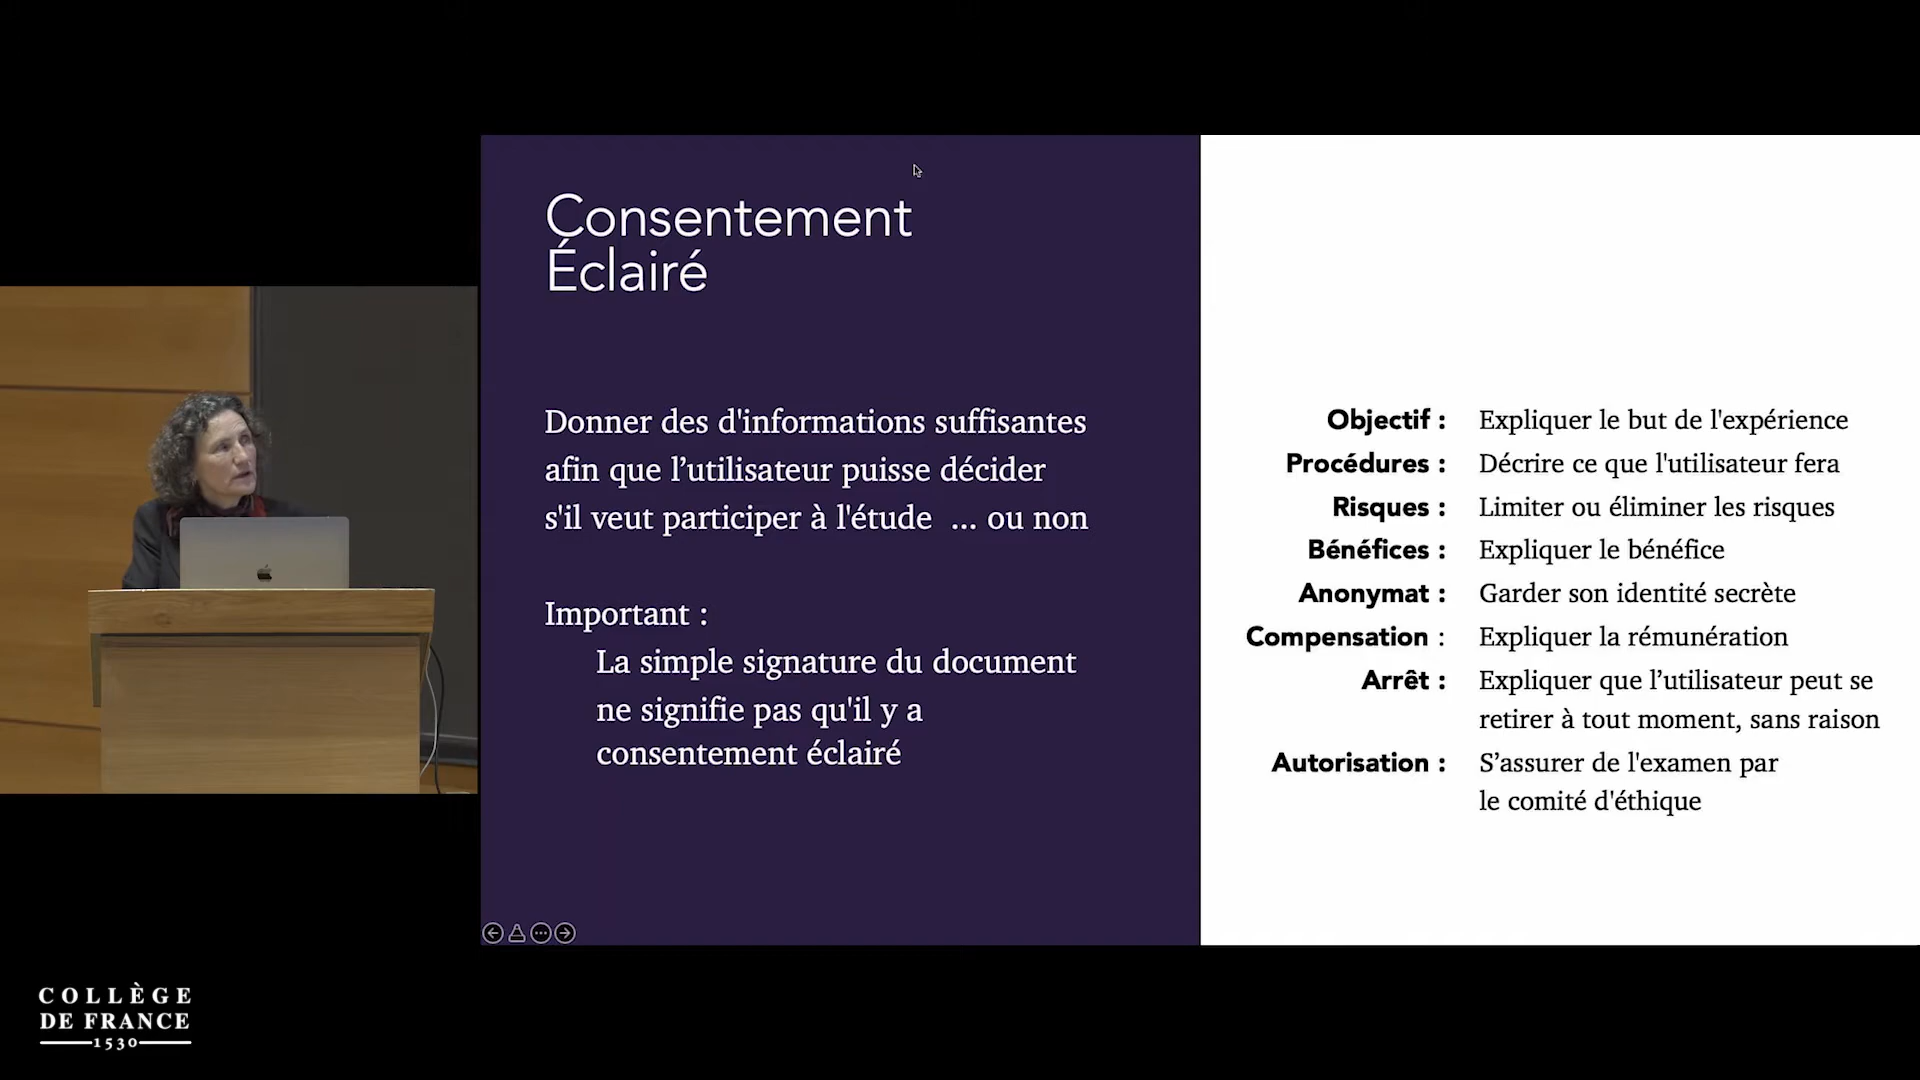 Consentement
Éclairé
Donner des d'informations suffisantes
afin que l’utilisateur puisse décider
s'il veut participer à l'étude ... ou non
Important :
La simple signature du document
ne signifie pas qu'il y a
consentement éclairé
Objectif : Expliquer le but de l'expérience
Procédures : Décrire ce que l'utilisateur fera
Risques : Limiter ou éliminer les risques
Bénéfices : Expliquer le bénéfice
Anonymat : Garder son identité secrète
Compensation : Expliquer la rémunération
Arrêt : Expliquer que l’utilisateur peut se
retirer à tout moment, sans raison
Autorisation : S’assurer de l'examen par
le comité d'éthique
COLLÈGE
DE FRANCE
1530